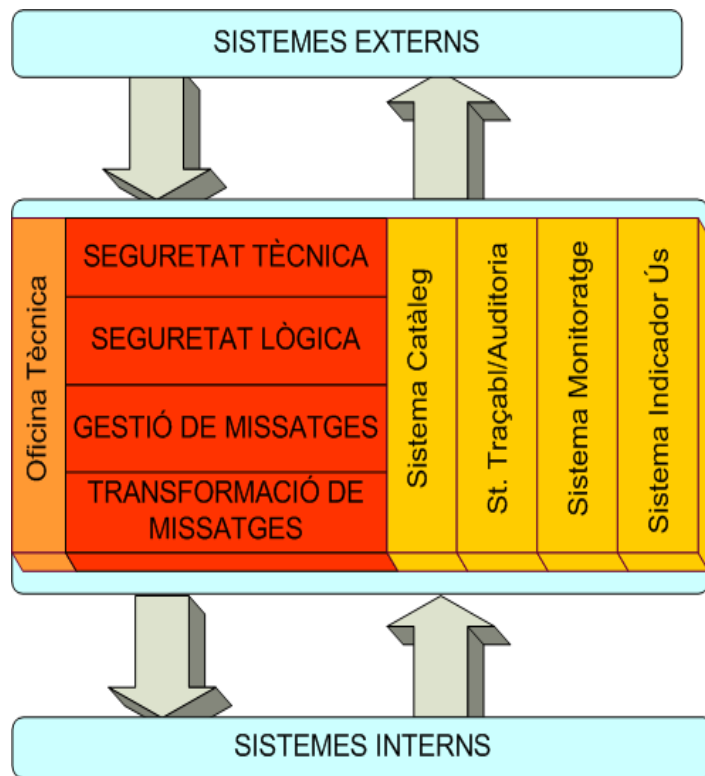 SISTEMES EXTERNS
Oficina Tècnica
SEGURETAT TÈCNICA
SEGURETAT LÒGICA
GESTIÓ DE MISSATGES
TRANSFORMACIÓ DE
MISSATGES
Sistema Catàleg
St. Traçabl/Auditoria
Sistema Monitoratge
Sistema Indicador Ús
SISTEMES INTERNS